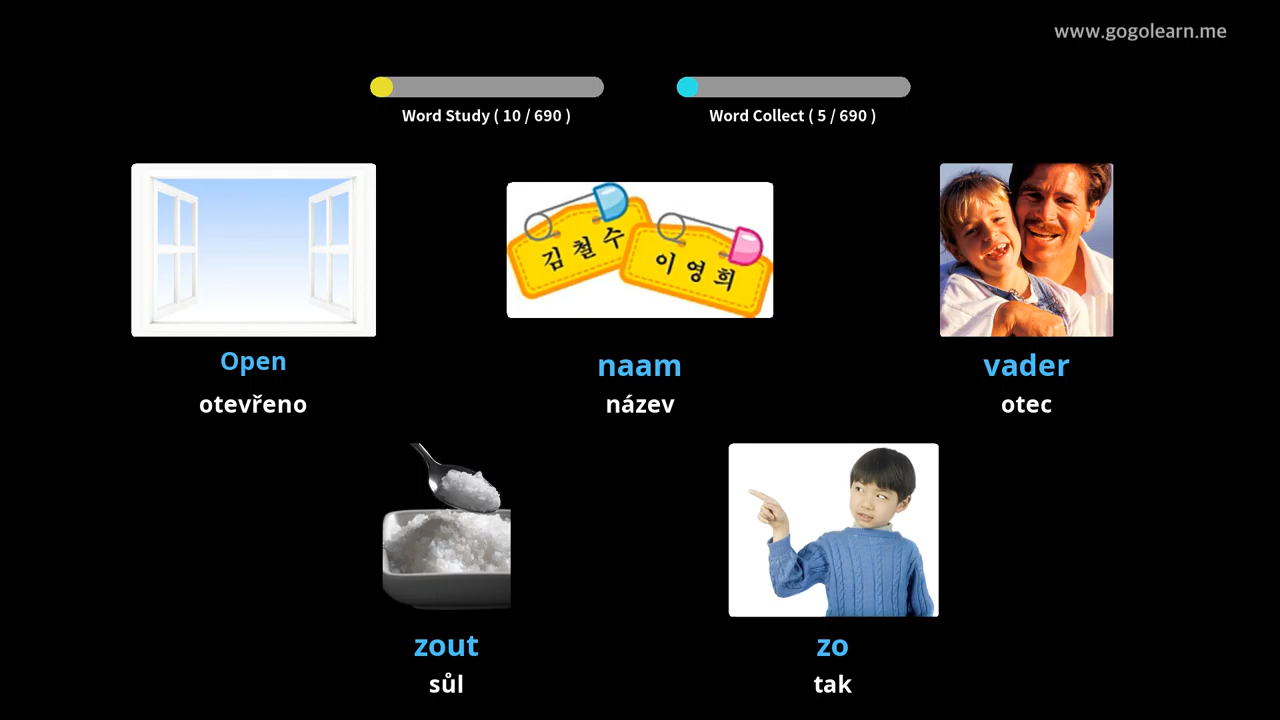 www.gogolearn.me
Word Study ( 10 / 690 )
Word Collect ( 5 / 690 )
김철수
이영희
Open
naam
vader
otevřeno
název
otec
zout
zo
sůl
tak